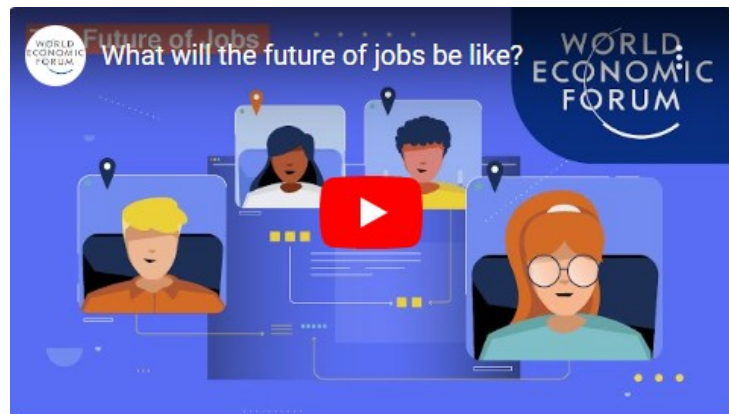 WORLD
ECONOMIC
FORUM
Future of Jobs
What will the future of jobs be like?
WORLD
ECONOMIC
FORUM